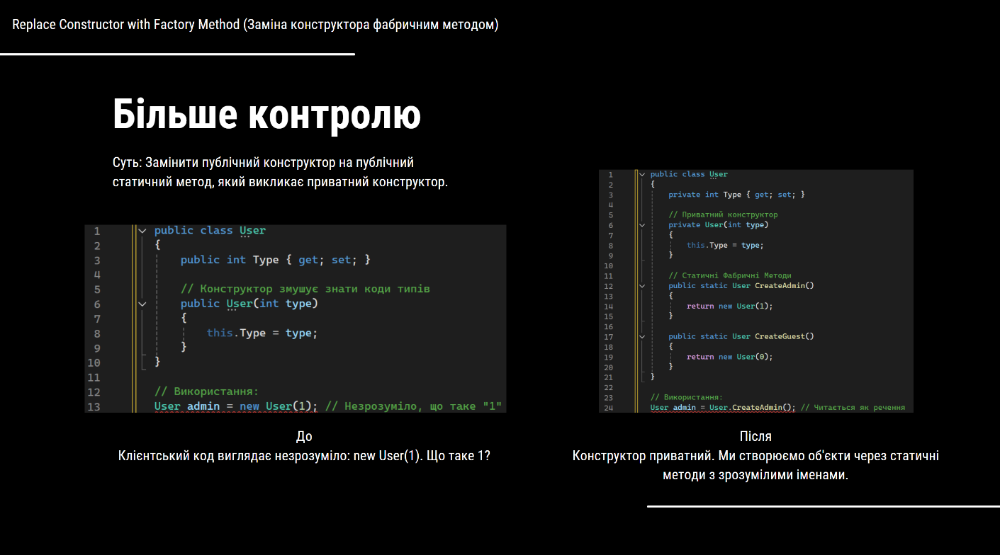 Replace Constructor with Factory Method (Заміна конструктора фабричним методом)
Більше контролю
Суть: Замінити публічний конструктор на публічний
статичний метод, який викликає приватний конструктор.
1 public class User
2 {
3 public int Type { get; set; }
4
5 // Конструктор змушує знати коди типів
6 public User(int type)
7 {
8 this.Type = type;
9 }
10 }
11
12 // Використання:
13 User admin = new User(1); // Незрозуміло, що таке "1"
До
Клієнтський код виглядає незрозуміло: new User(1). Що таке 1?
1 public class User
2 {
3 private int Type { get; set; }
4
5 // Приватний конструктор
6 private User(int type)
7 {
8 this.Type = type;
9 }
10
11 // Статичні Фабричні Методи
12 public static User CreateAdmin()
13 {
14 return new User(1);
15 }
16
17 public static User CreateGuest()
18 {
19 return new User(0);
20 }
21 }
22
23 // Використання:
24 User admin = User.CreateAdmin(); // Читається як речення
Після
Конструктор приватний. Ми створюємо об'єкти через статичні
методи з зрозумілими іменами.